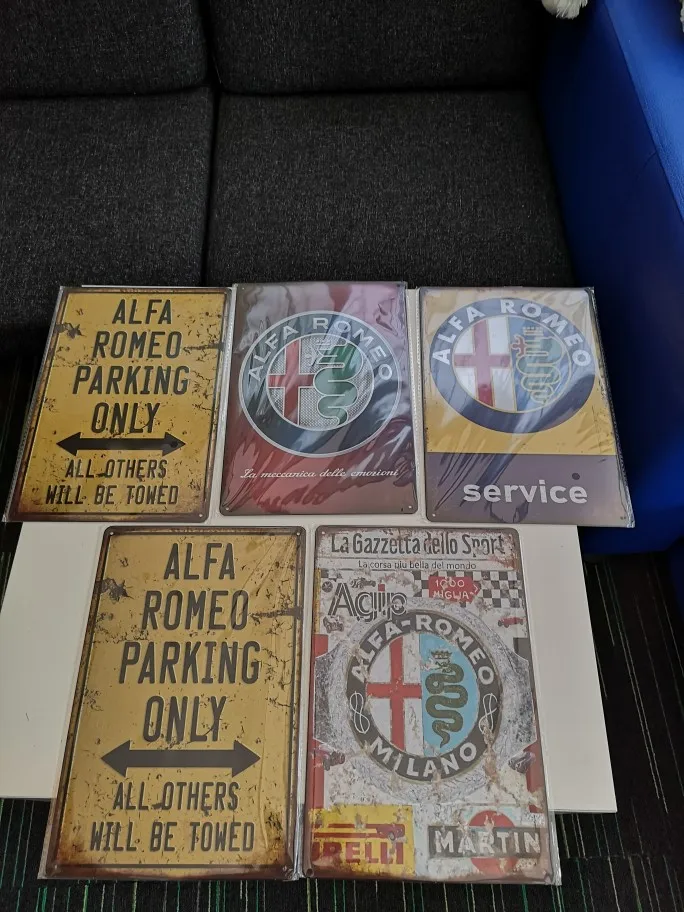 ALFA
ROMEO
PARKING
ONLY
ALL OTHERS
WILL BE TOWED
ALFA ROMEO
La meccanica delle emozioni
ALFA ROMEO
service
ALFA
ROMEO
PARKING
ONLY
ALL OTHERS
WILL BE TOWED
La Gazzetta dello Sport
La corsa più bella del mondo
1000
MIGLIA
Agip
ALFA-ROMEO
MILANO
PIRELLI
MARTINI